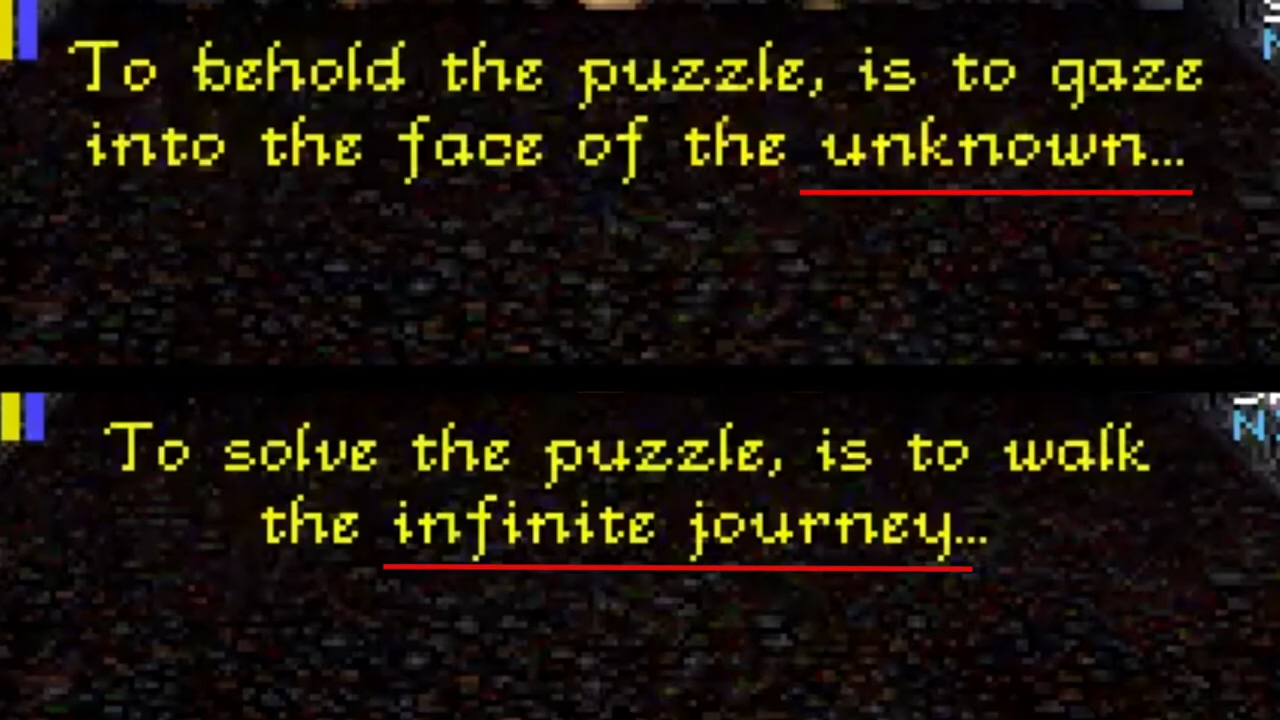 To behold the puzzle, is to gaze
into the face of the unknown...
To solve the puzzle, is to walk
the infinite journey...